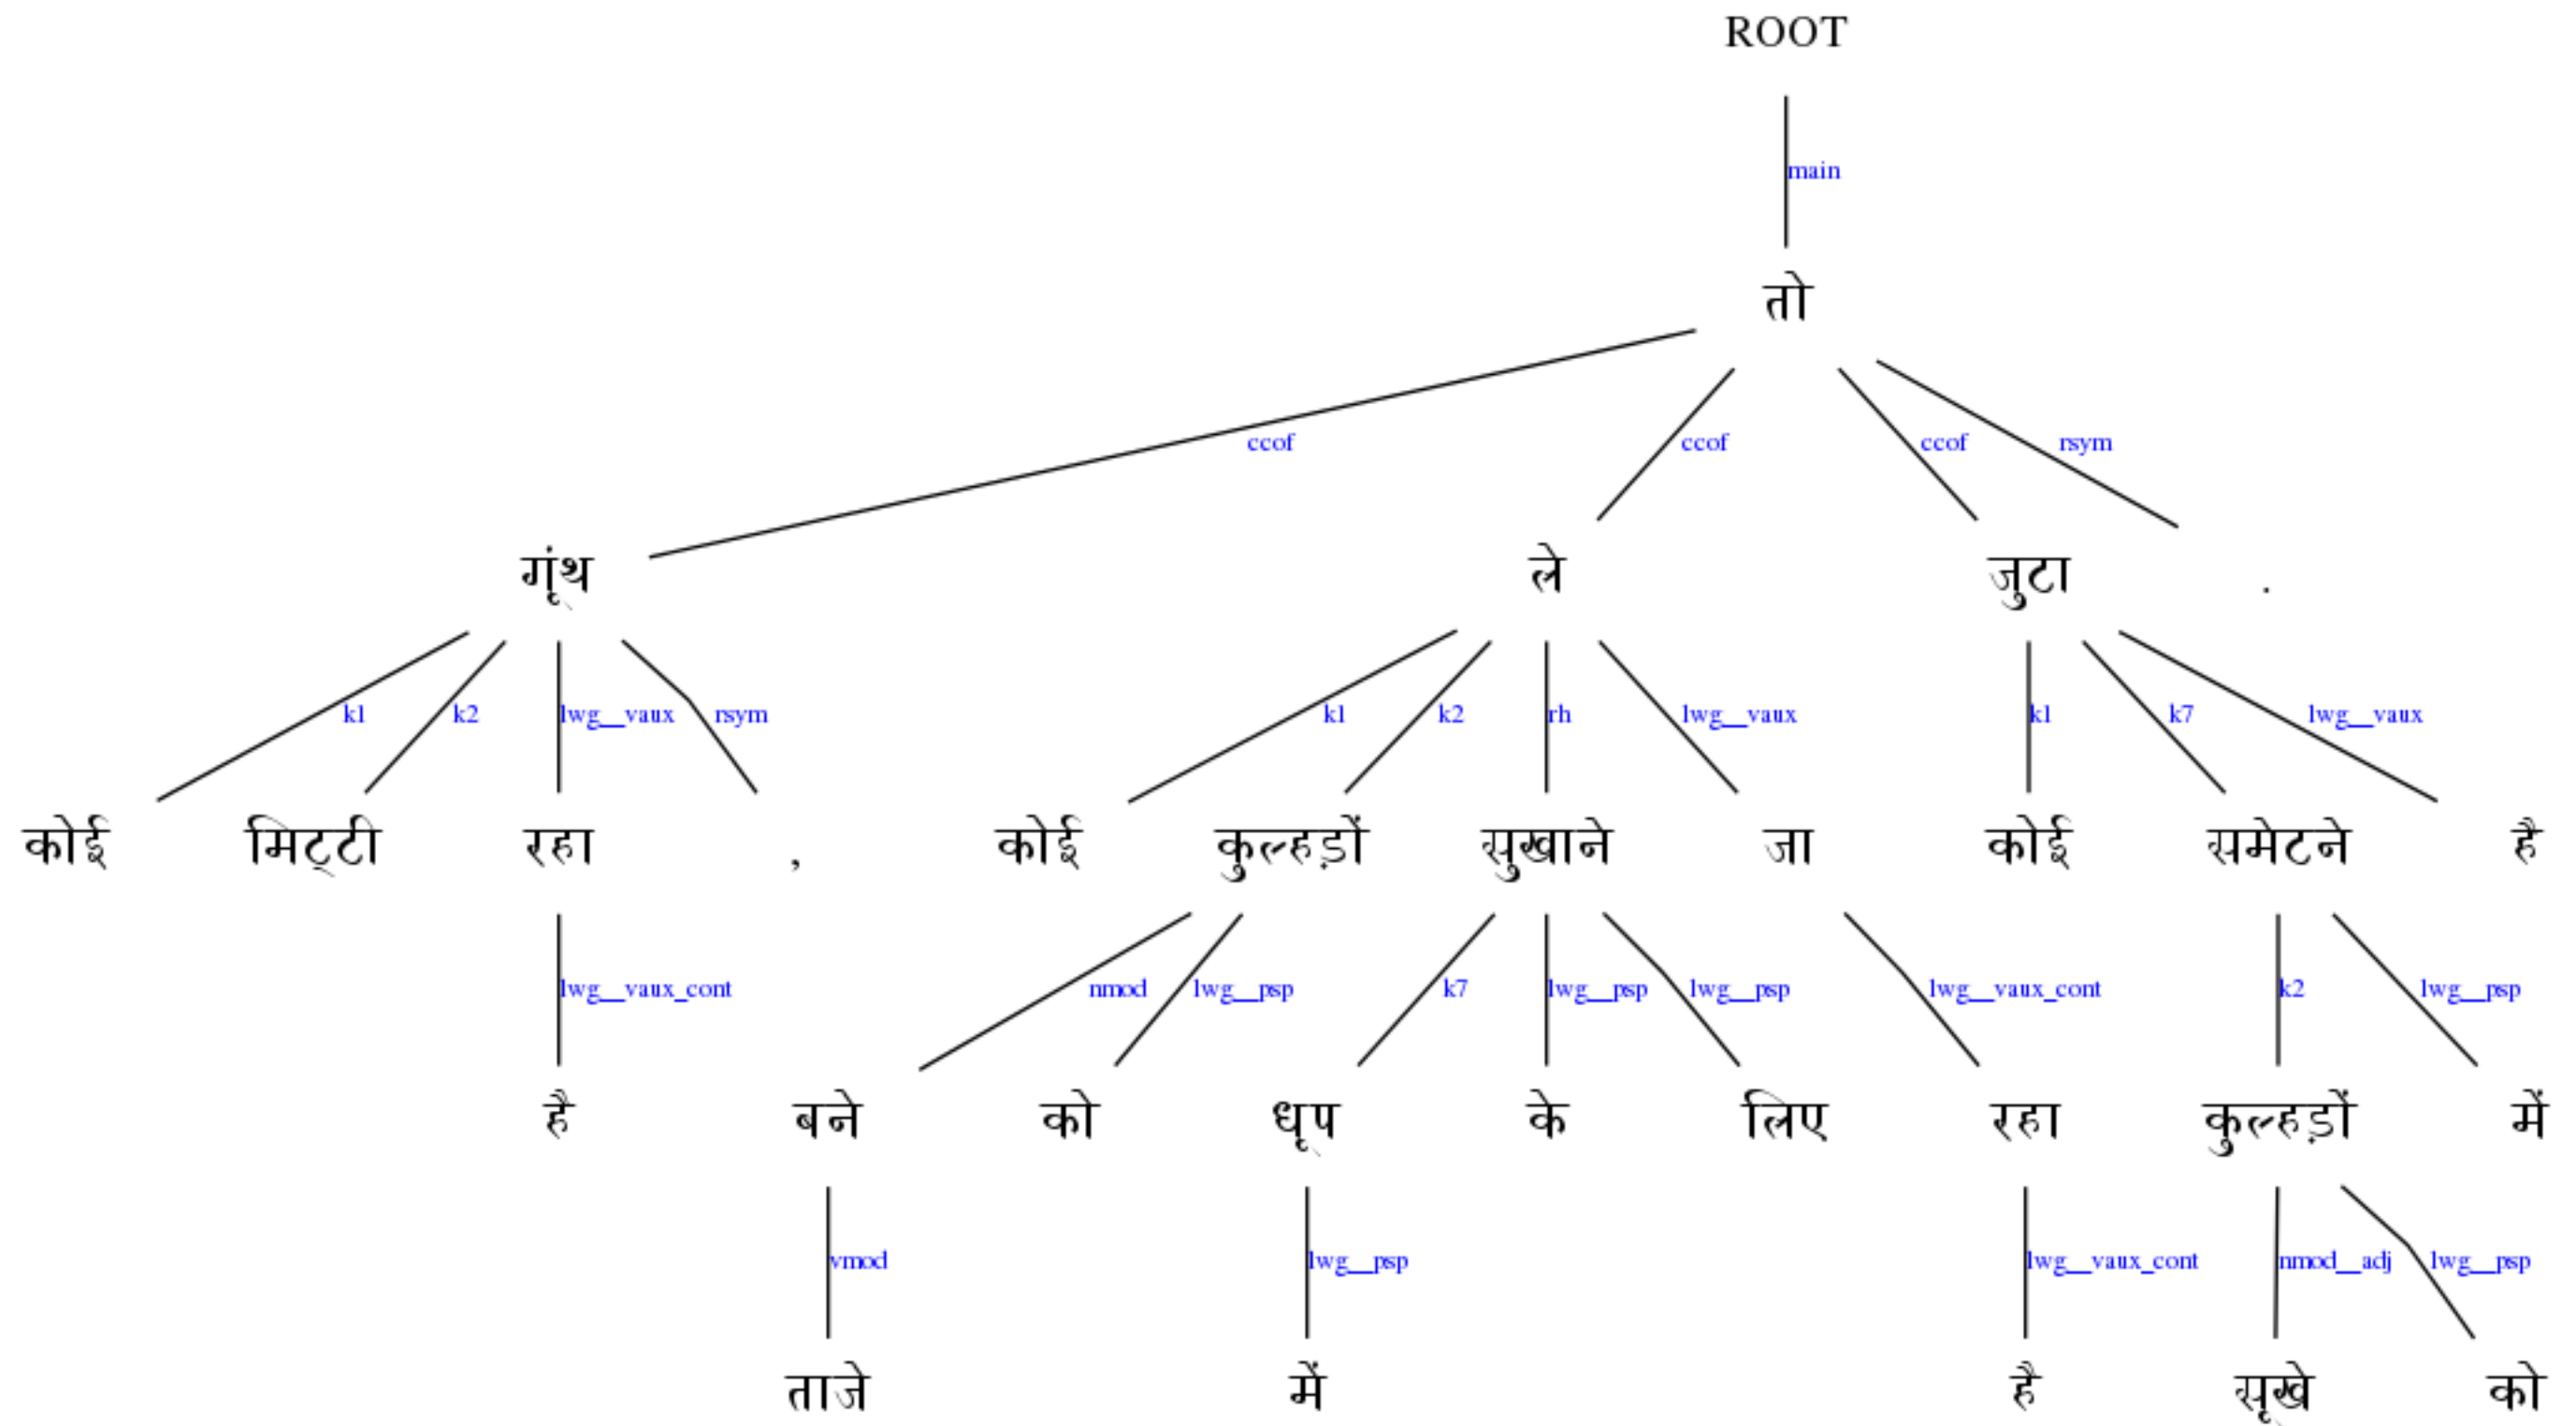 ROOT
main
तो
ccof ccof ccof rsym
गूंथ ले जुटा .
k1 k2 lwg__vaux rsym k1 k2 rh lwg__vaux k1 k7 lwg__vaux
कोई मिट्टी रहा , कोई कुल्हड़ों सुखाने जा कोई समेटने है
lwg__vaux_cont nmod lwg__psp k7 lwg__psp lwg__psp lwg__vaux_cont k2 lwg__psp
है बने को धूप के लिए रहा कुल्हड़ों में
vmod lwg__psp lwg__vaux_cont nmod__adj lwg__psp
ताजे में है सूखे को